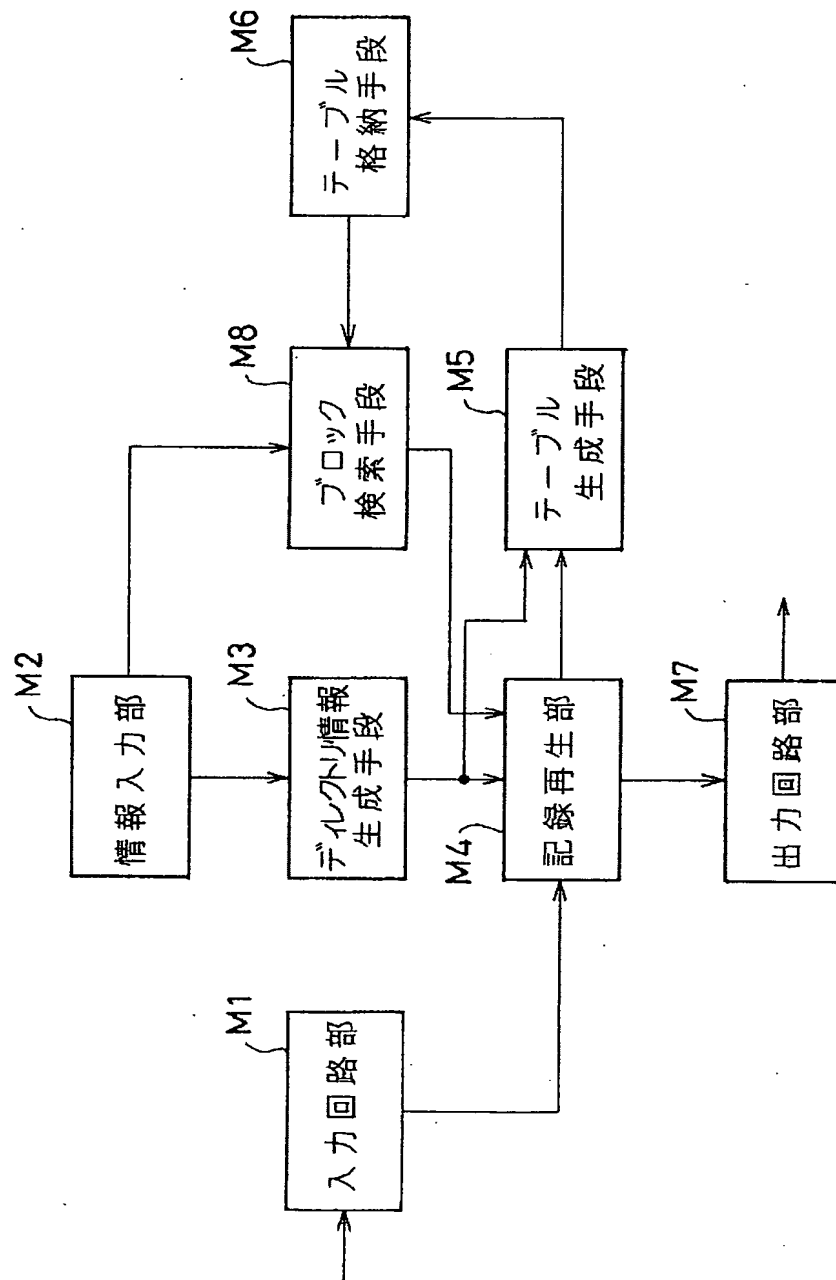 M1
入力回路部
M2
情報入力部
M3
ディレクトリ情報
生成手段
M4
記録再生部
M5
テーブル
生成手段
M6
テーブル
格納手段
M7
出力回路部
M8
ブロック
検索手段